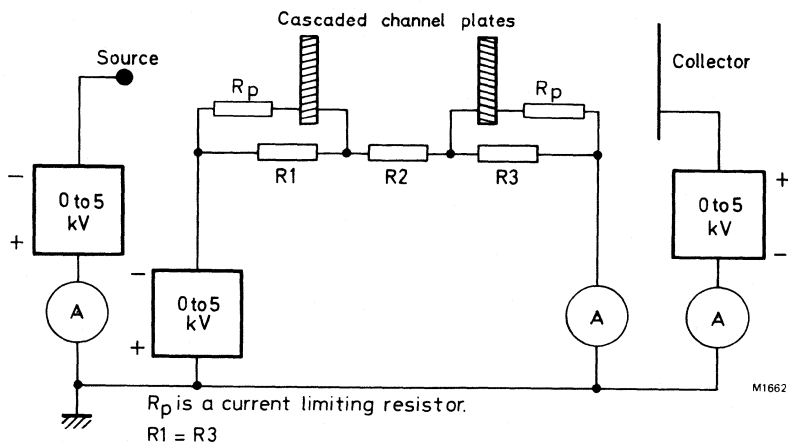 Cascaded channel plates
Source
Rp
Rp
Collector
R1
R2
R3
−
0 to 5
kV
+
−
0 to 5
kV
+
+
0 to 5
kV
−
A
A
A
M1662
Rp is a current limiting resistor.
R1 = R3